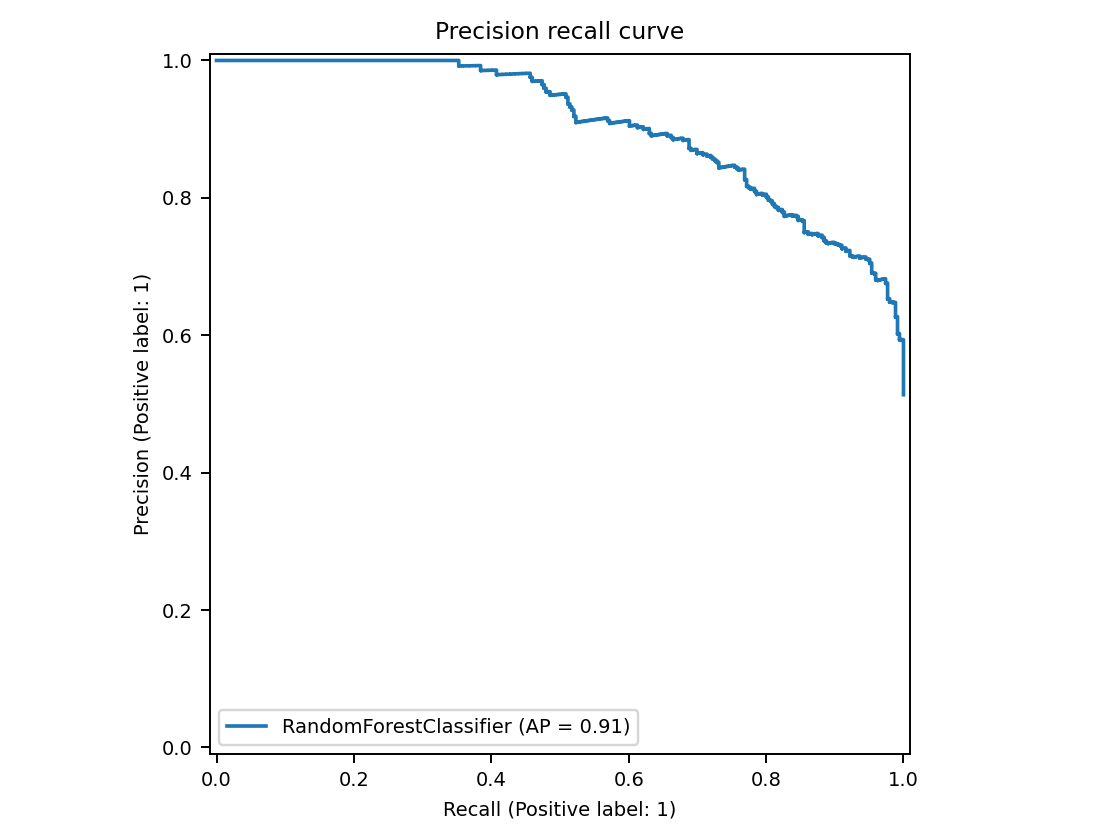 Precision recall curve
1.0
0.8
0.6
0.4
0.2
0.0
Precision (Positive label: 1)
RandomForestClassifier (AP = 0.91)
0.0 0.2 0.4 0.6 0.8 1.0
Recall (Positive label: 1)